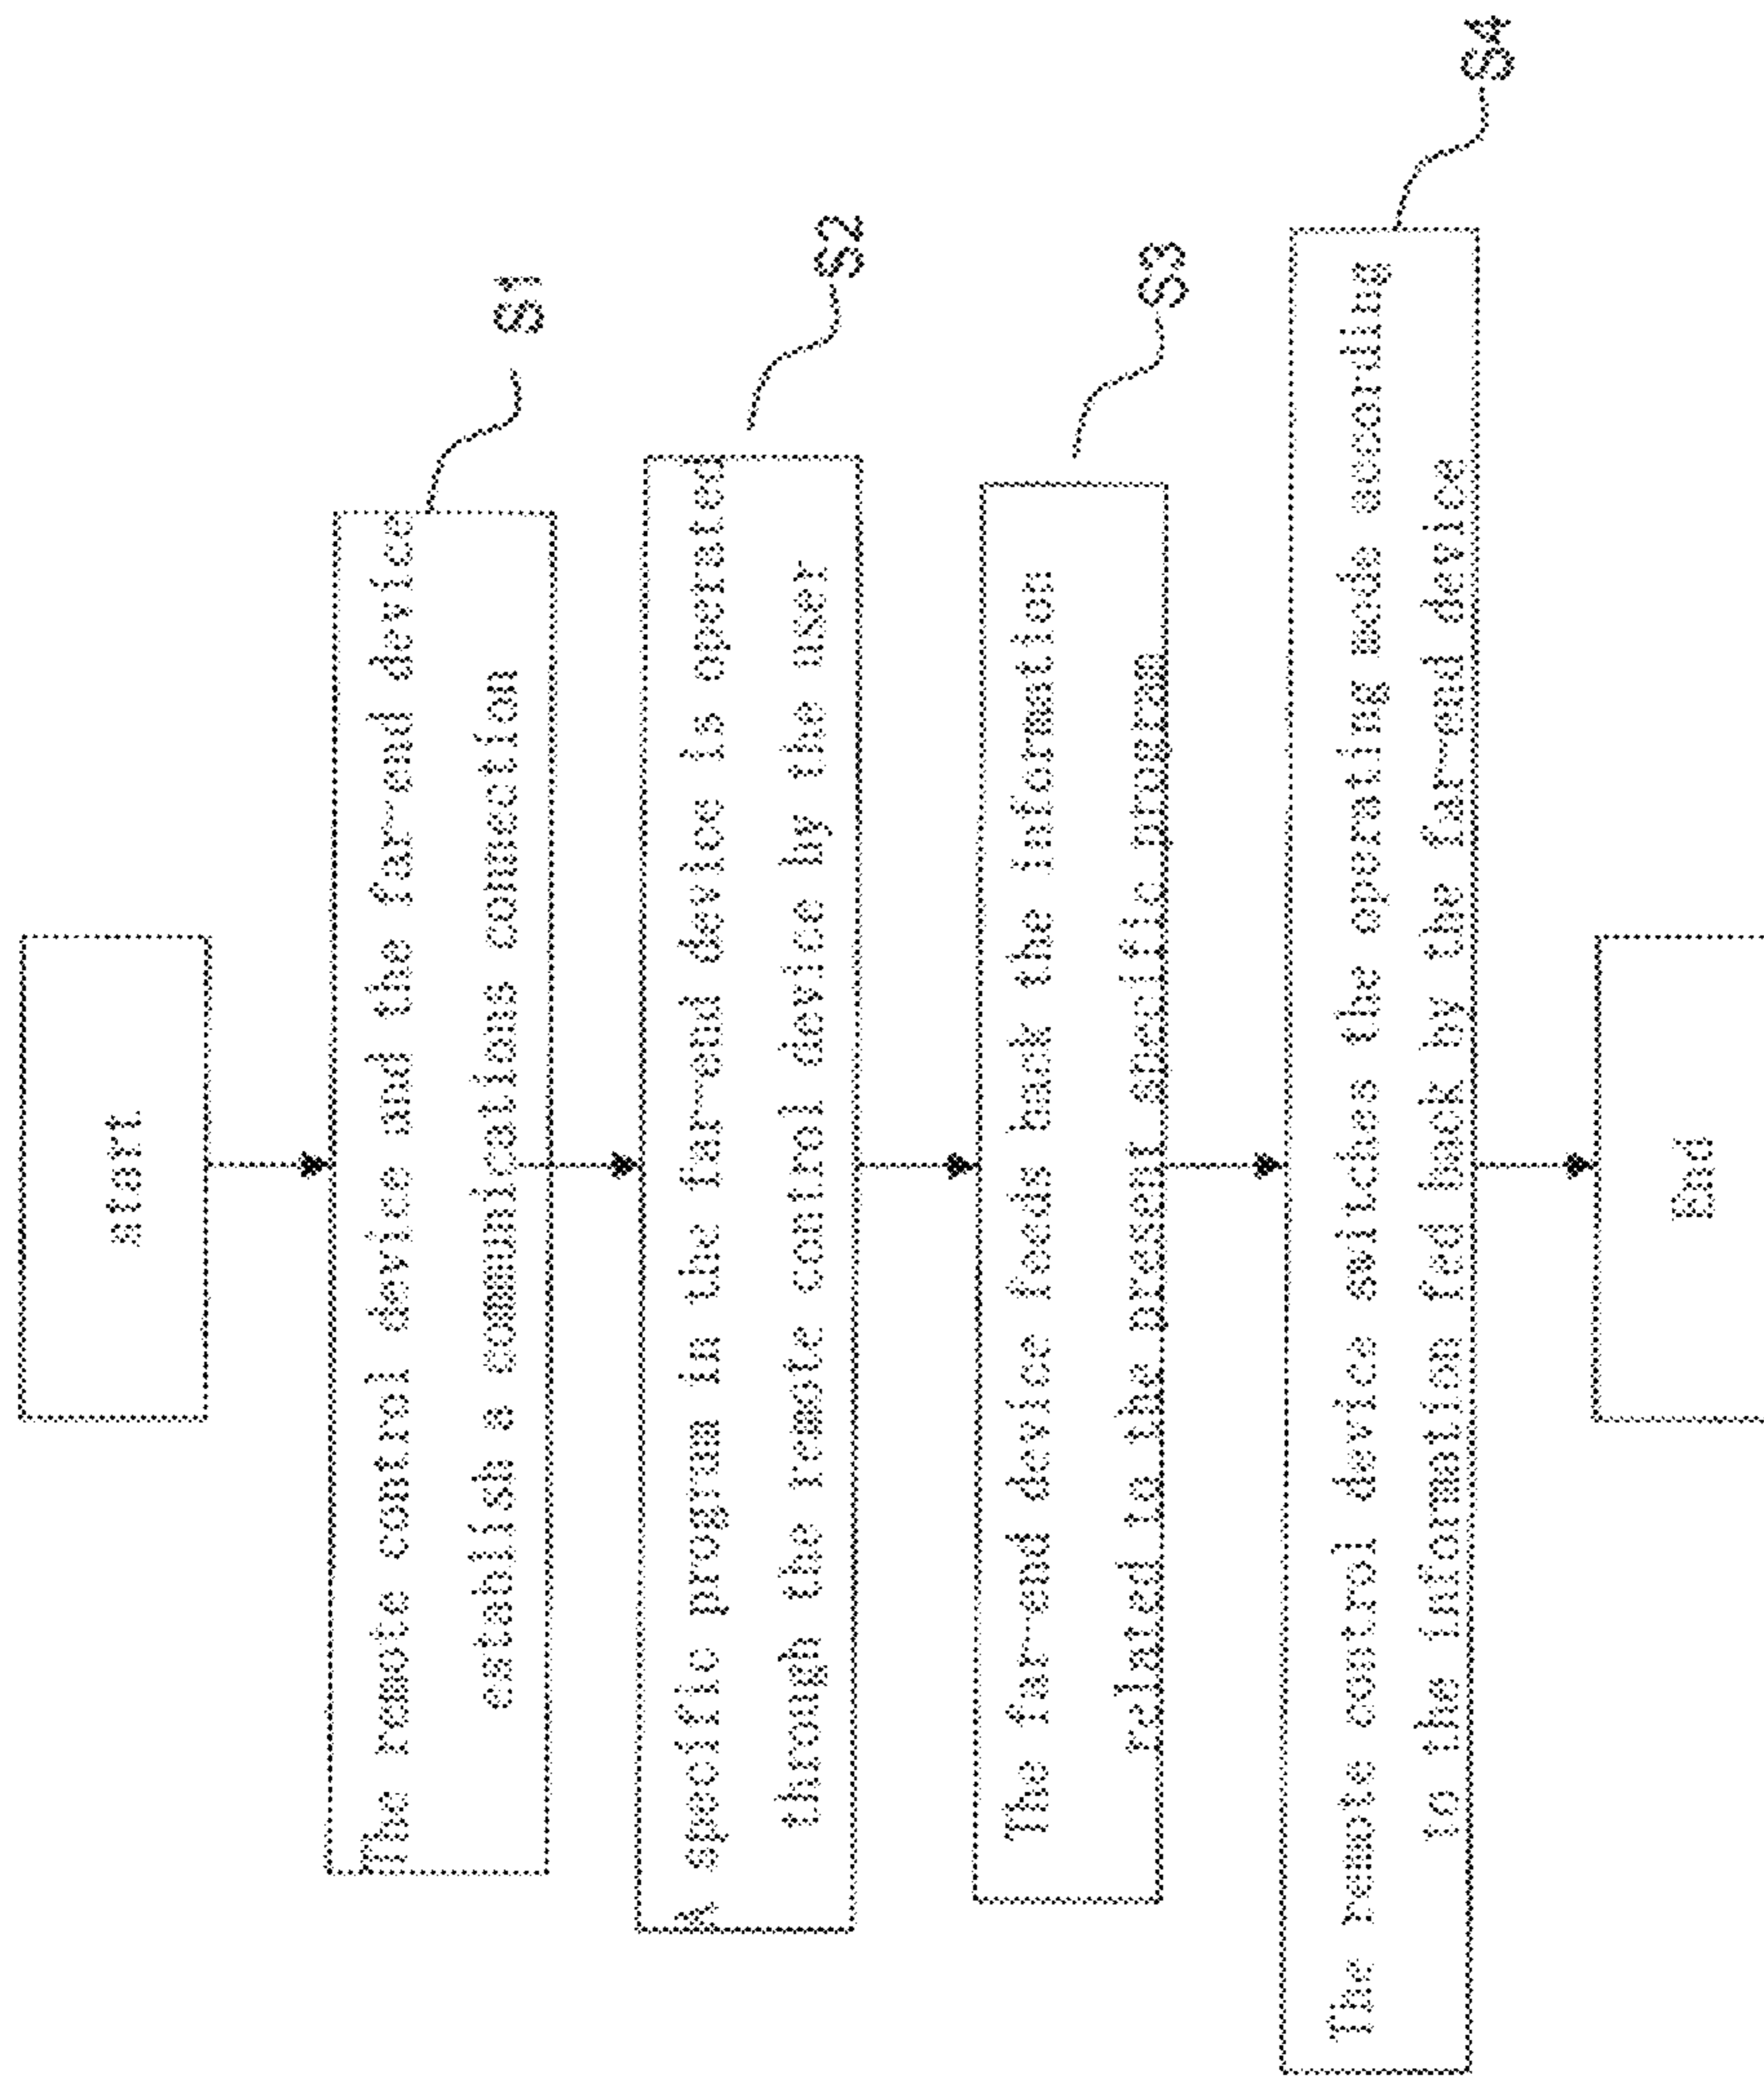 start
The remote control device and the far-end device
establish a communications connection
S1
A specific program in the far-end device is operated
through the remote control device by the user
S2
The far-end device feeds back the information
related to the present specific program
S3
The remote control device switches the operating mode according
to the information fed back by the far-end device
S4
End